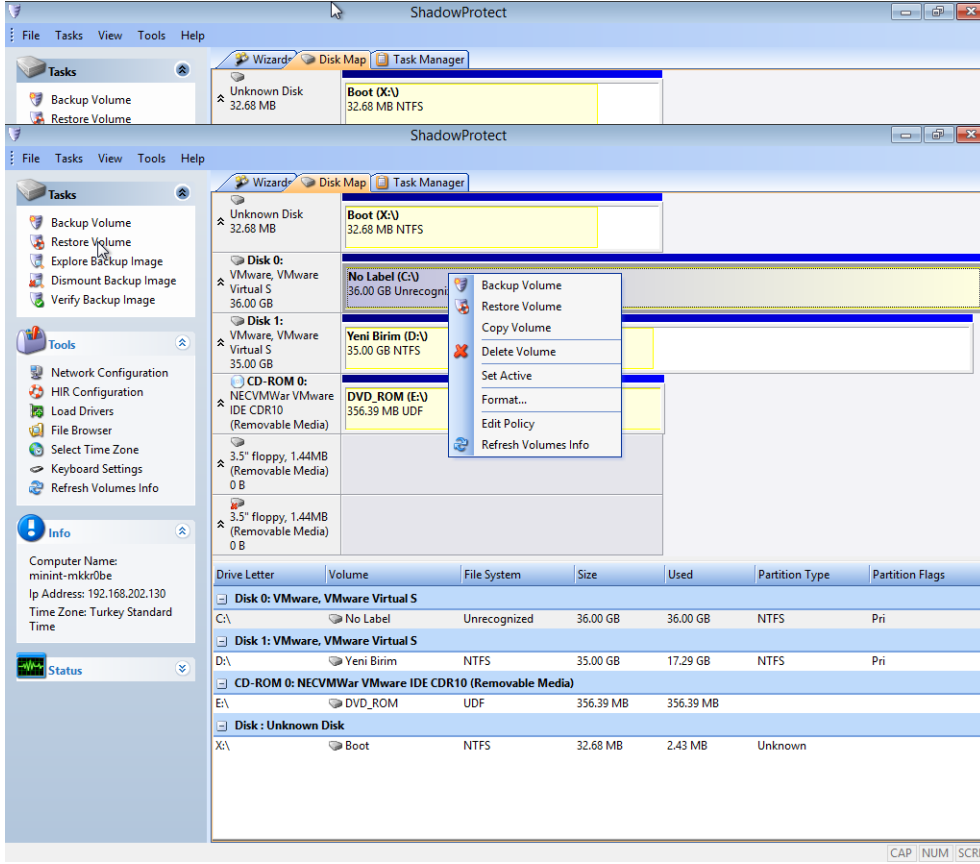 ShadowProtect
File Tasks View Tools Help
Wizards Disk Map Task Manager
Tasks
Backup Volume
Restore Volume
Unknown Disk
32.68 MB
Boot (X:\)
32.68 MB NTFS
ShadowProtect
File Tasks View Tools Help
Wizards Disk Map Task Manager
Tasks
Backup Volume
Restore Volume
Explore Backup Image
Dismount Backup Image
Verify Backup Image
Tools
Network Configuration
HIR Configuration
Load Drivers
File Browser
Select Time Zone
Keyboard Settings
Refresh Volumes Info
Info
Computer Name:
minint-mkkr0be
Ip Address: 192.168.202.130
Time Zone: Turkey Standard
Time
Status
Unknown Disk
32.68 MB
Boot (X:\)
32.68 MB NTFS
Disk 0:
VMware, VMware
Virtual S
36.00 GB
No Label (C:\)
36.00 GB Unrecogni
Disk 1:
VMware, VMware
Virtual S
35.00 GB
Yeni Birim (D:\)
35.00 GB NTFS
CD-ROM 0:
NECVMWar VMware
IDE CDR10
(Removable Media)
DVD_ROM (E:\)
356.39 MB UDF
3.5" floppy, 1.44MB
(Removable Media)
0 B
3.5" floppy, 1.44MB
(Removable Media)
0 B
Backup Volume
Restore Volume
Copy Volume
Delete Volume
Set Active
Format...
Edit Policy
Refresh Volumes Info
Drive Letter Volume File System Size Used Partition Type Partition Flags
Disk 0: VMware, VMware Virtual S
C:\ No Label Unrecognized 36.00 GB 36.00 GB NTFS Pri
Disk 1: VMware, VMware Virtual S
D:\ Yeni Birim NTFS 35.00 GB 17.29 GB NTFS Pri
CD-ROM 0: NECVMWar VMware IDE CDR10 (Removable Media)
E:\ DVD_ROM UDF 356.39 MB 356.39 MB
Disk : Unknown Disk
X:\ Boot NTFS 32.68 MB 2.43 MB Unknown
CAP NUM SCR